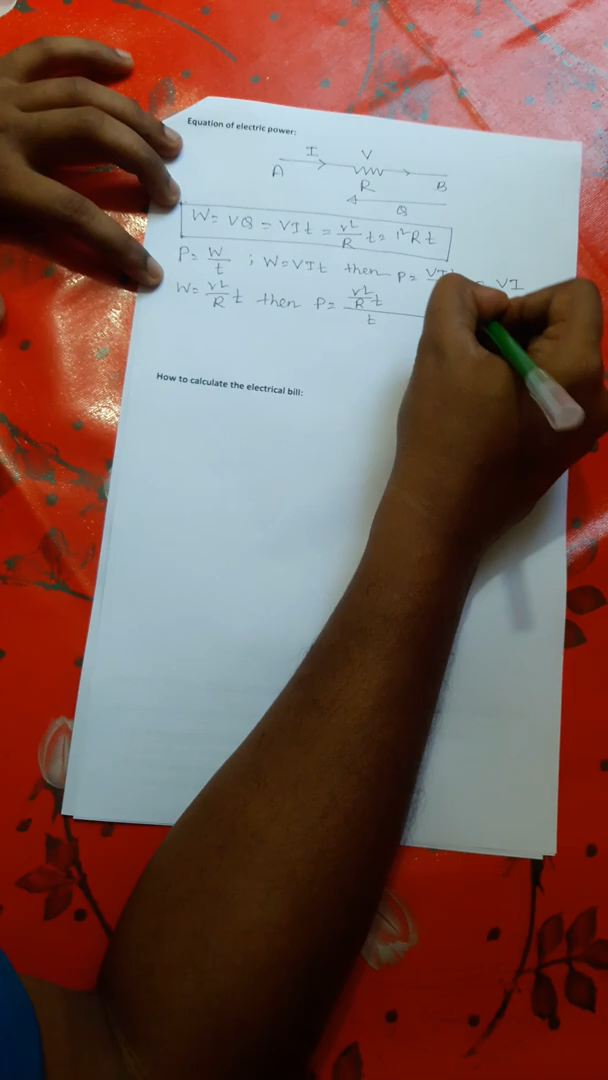 Equation of electric power:
I V
A R B
Q
W = VQ = VIt = V²/R t = I²Rt
P = W/t ; W = VIt then P = VIt = VI
W = V²/R t then P = V²/R t / t
How to calculate the electrical bill: